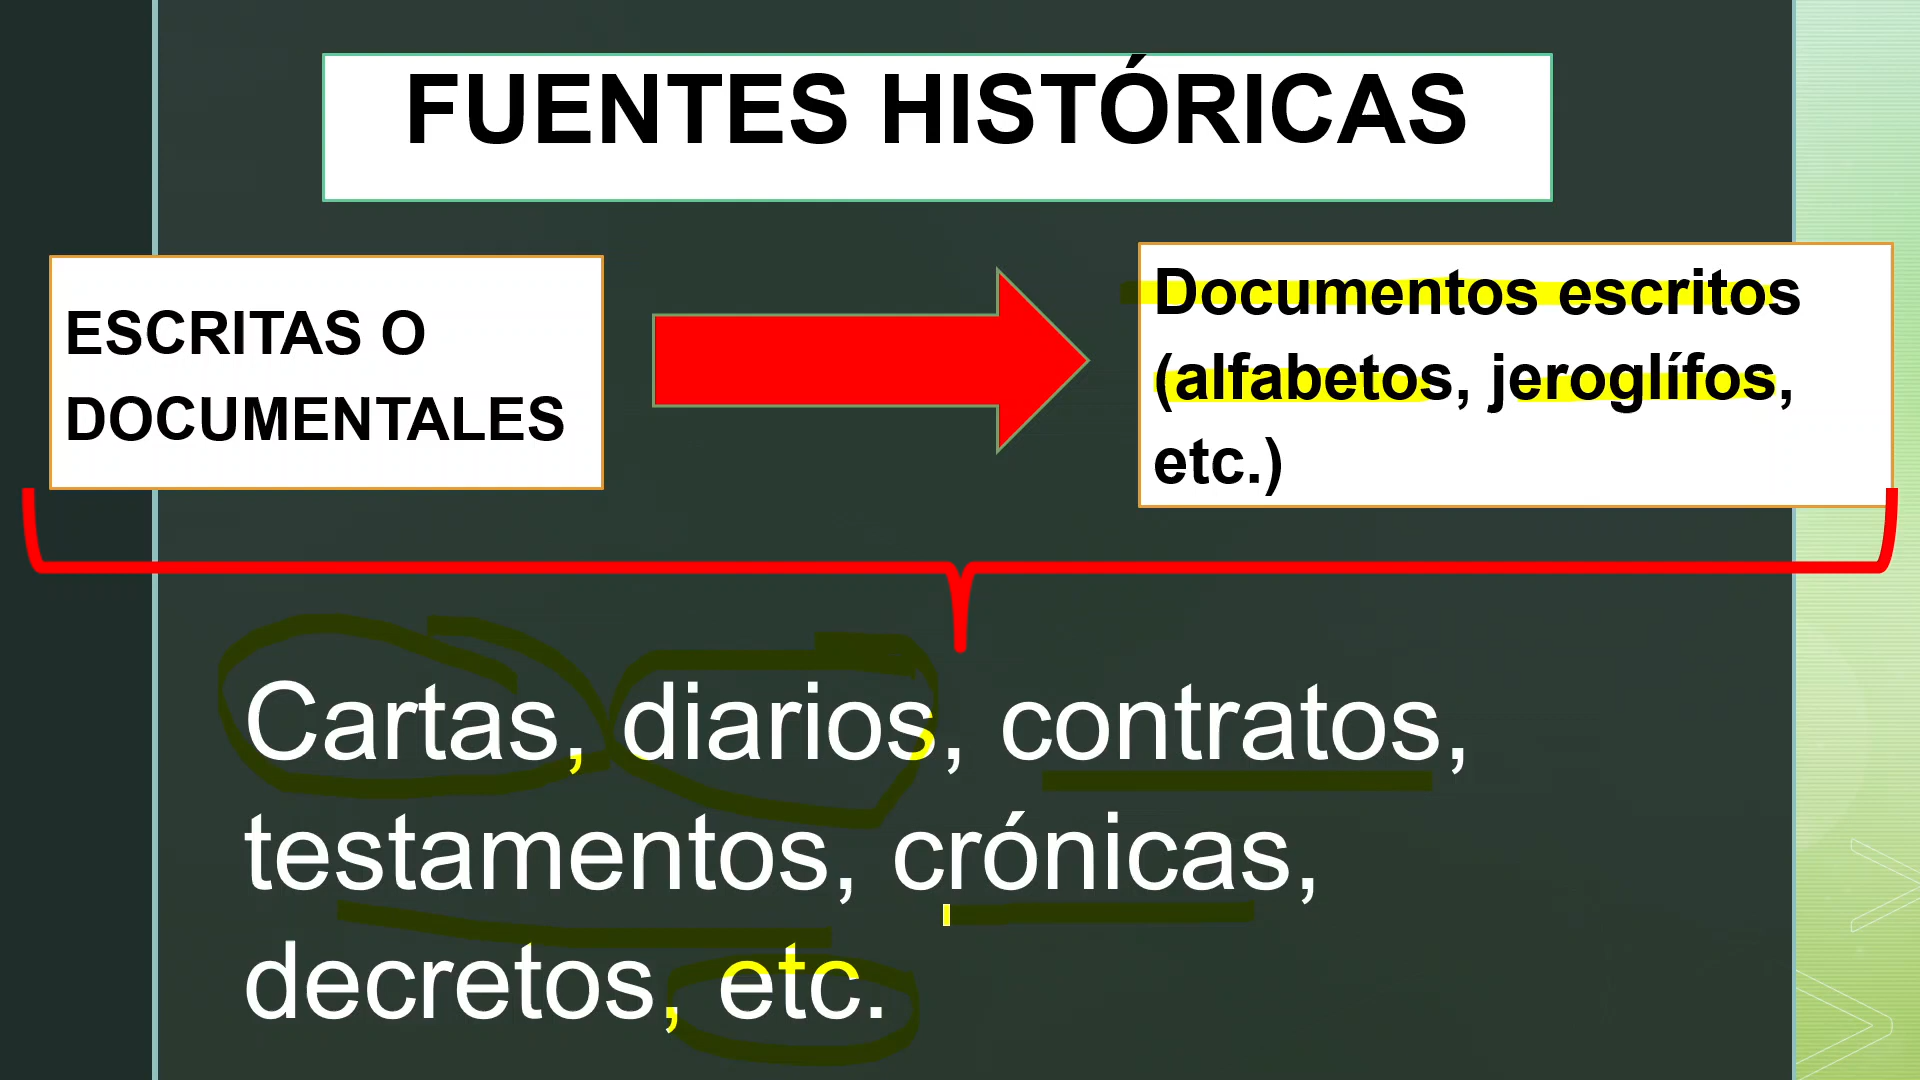 FUENTES HISTÓRICAS
ESCRITAS O
DOCUMENTALES
Documentos escritos
(alfabetos, jeroglífos,
etc.)
Cartas, diarios, contratos,
testamentos, crónicas,
decretos, etc.